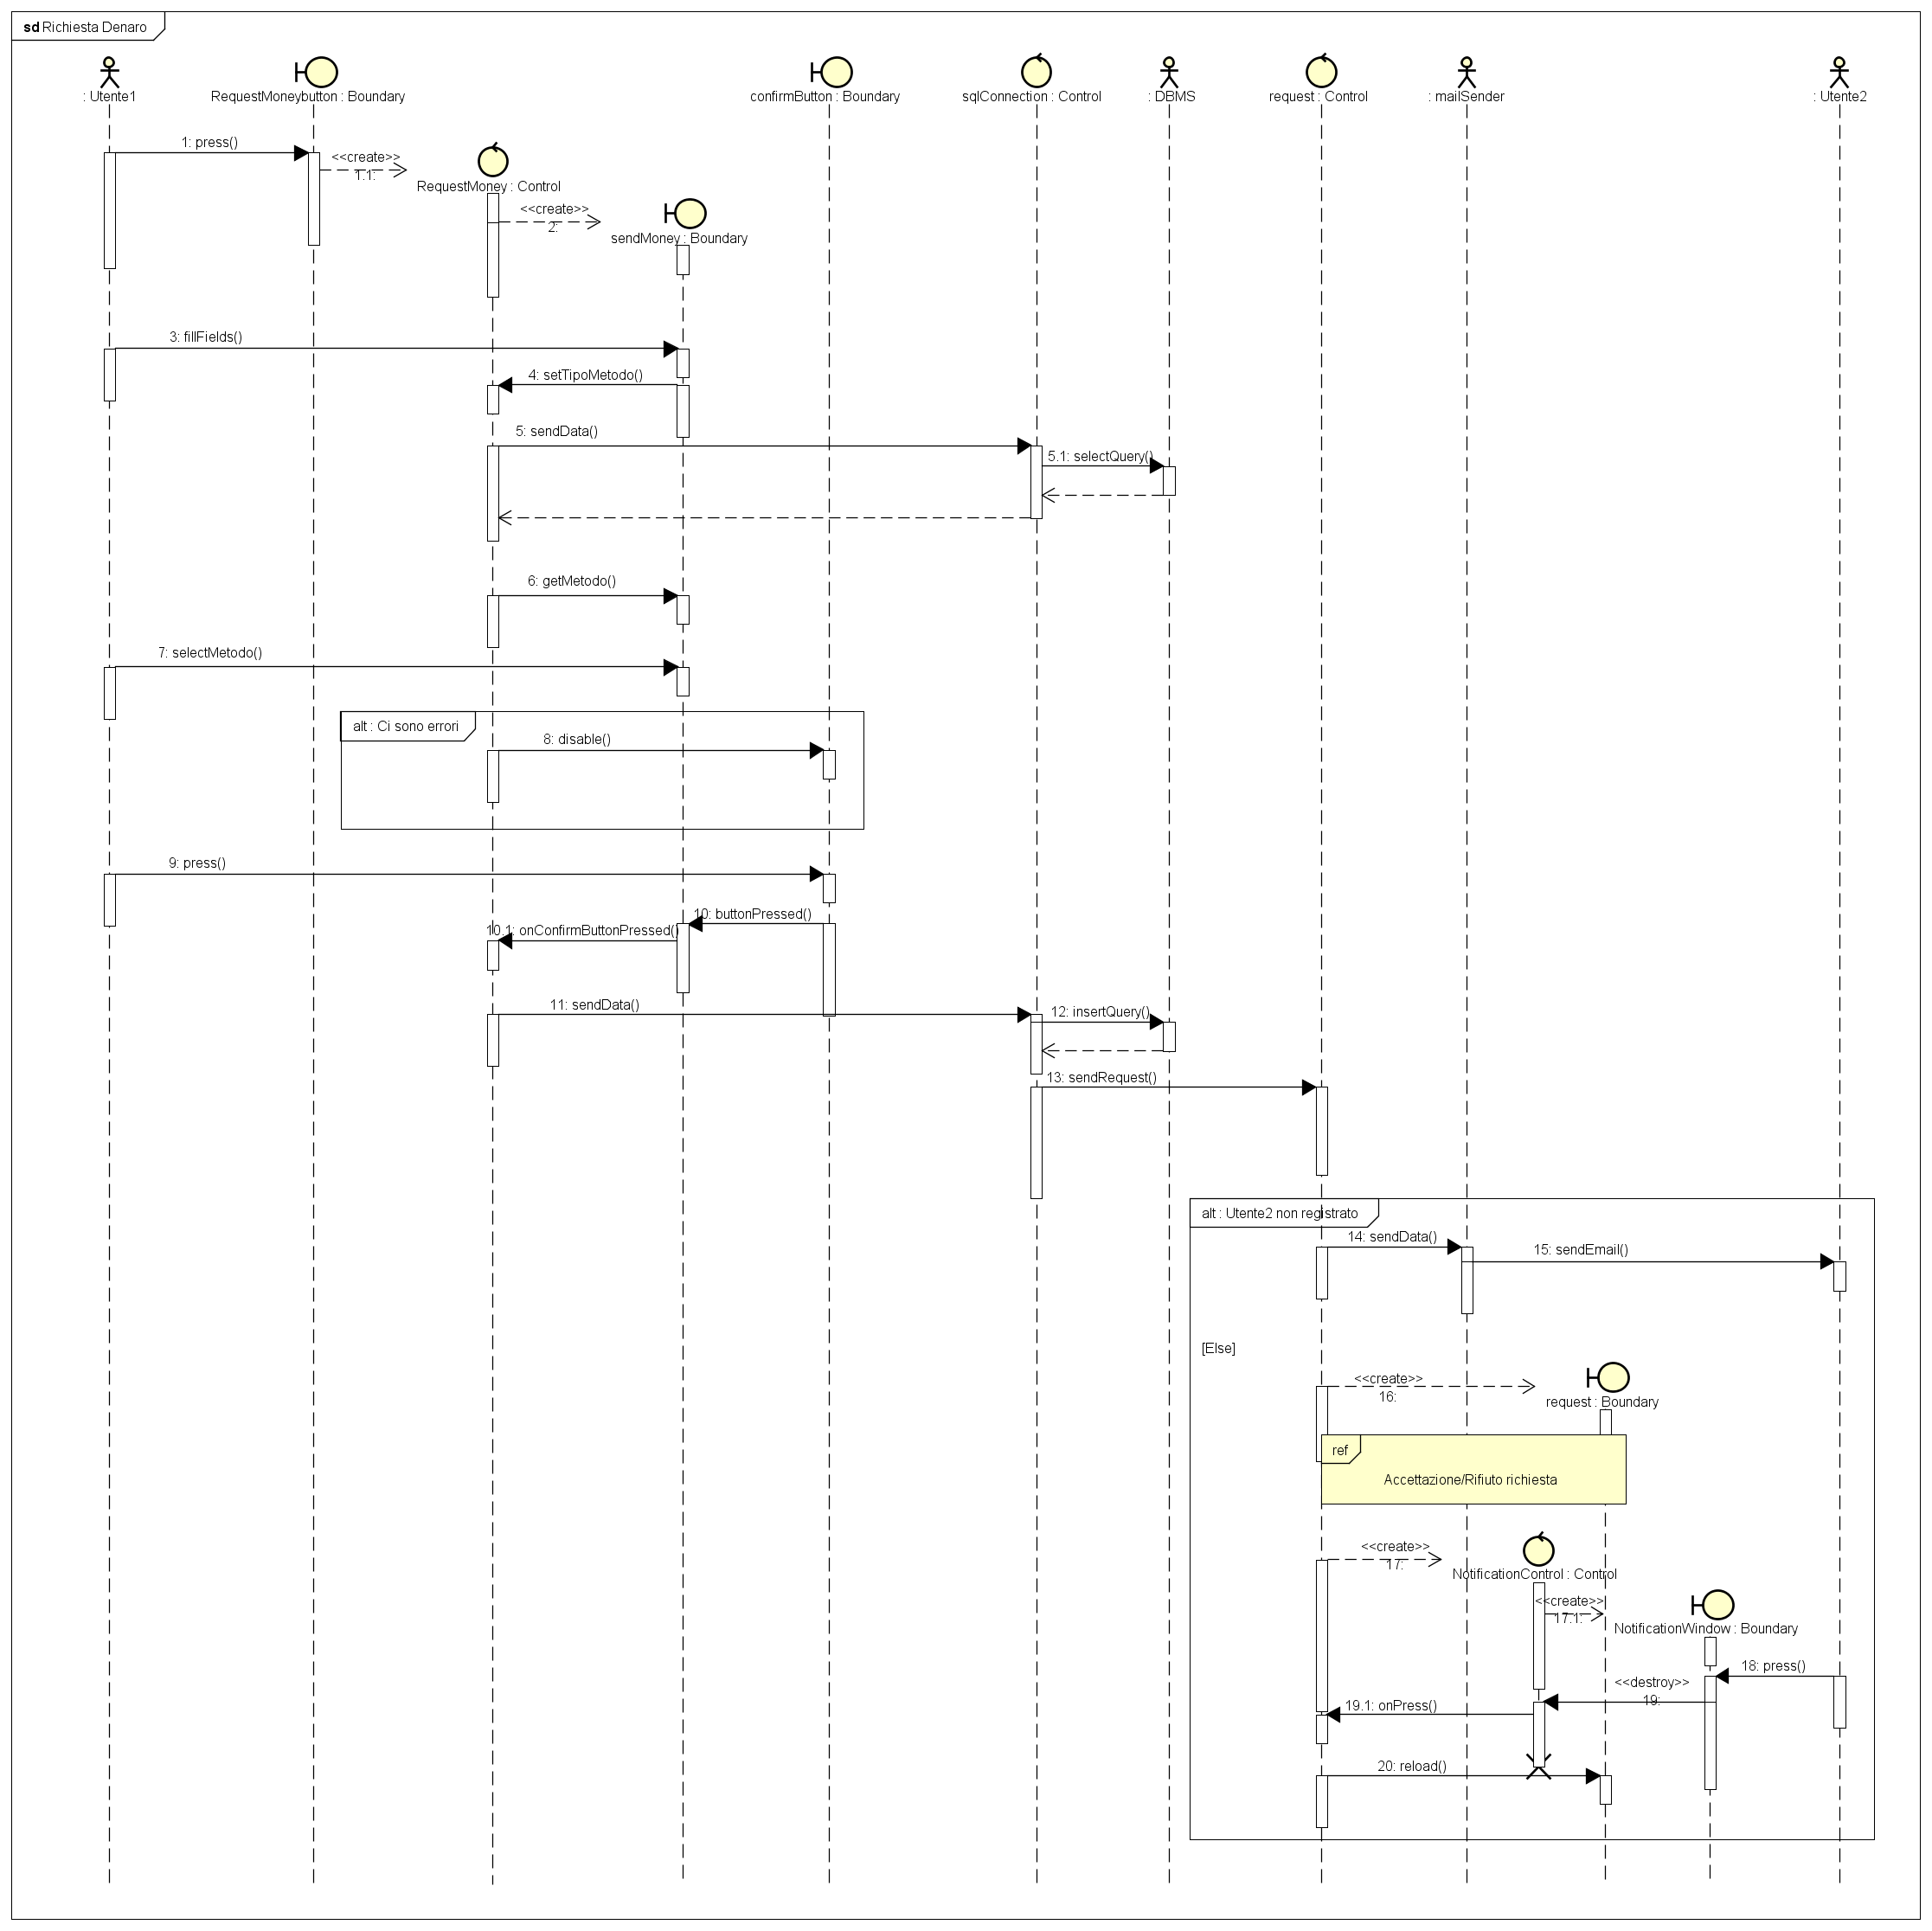 sd Richiesta Denaro
: Utente1
RequestMoneybutton : Boundary
confirmButton : Boundary
sqlConnection : Control
: DBMS
request : Control
: mailSender
: Utente2
1: press()
<<create>>
1.1:
RequestMoney : Control
<<create>>
2:
sendMoney : Boundary
3: fillFields()
4: setTipoMetodo()
5: sendData()
5.1: selectQuery()
6: getMetodo()
7: selectMetodo()
alt : Ci sono errori
8: disable()
9: press()
10: buttonPressed()
10.1: onConfirmButtonPressed()
11: sendData()
12: insertQuery()
13: sendRequest()
alt : Utente2 non registrato
14: sendData()
15: sendEmail()
[Else]
<<create>>
16:
request : Boundary
ref
Accettazione/Rifiuto richiesta
<<create>>
17:
NotificationControl : Control
<<create>>
17.1:
NotificationWindow : Boundary
18: press()
<<destroy>>
19:
19.1: onPress()
20: reload()